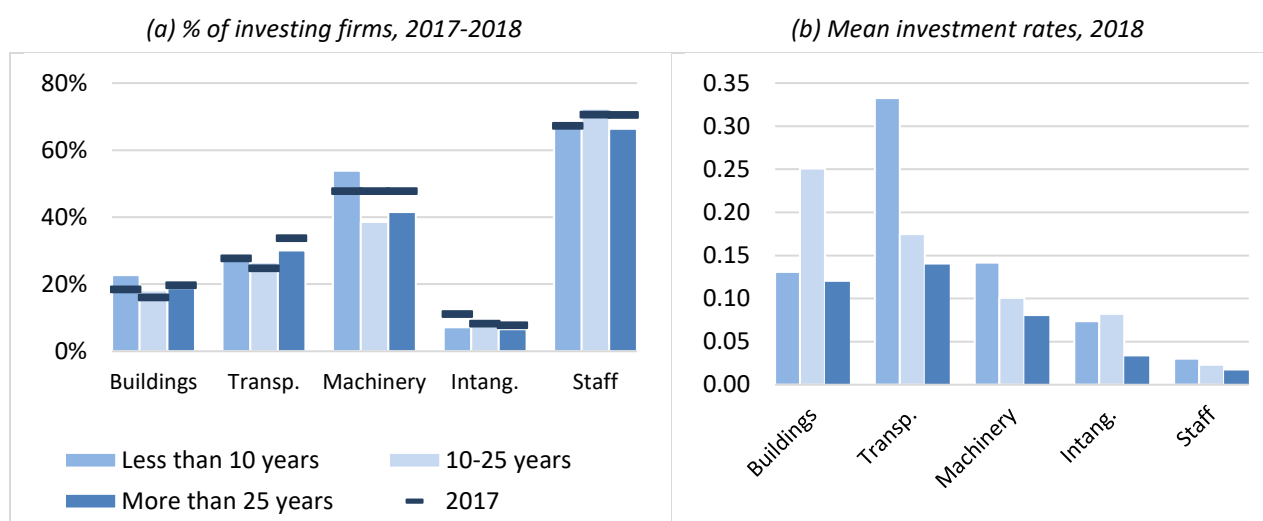 (a) % of investing firms, 2017-2018
80%
60%
40%
20%
0%
Buildings Transp. Machinery Intang. Staff
Less than 10 years 10-25 years
More than 25 years 2017
(b) Mean investment rates, 2018
0.35
0.30
0.25
0.20
0.15
0.10
0.05
0.00
Buildings Transp. Machinery Intang. Staff